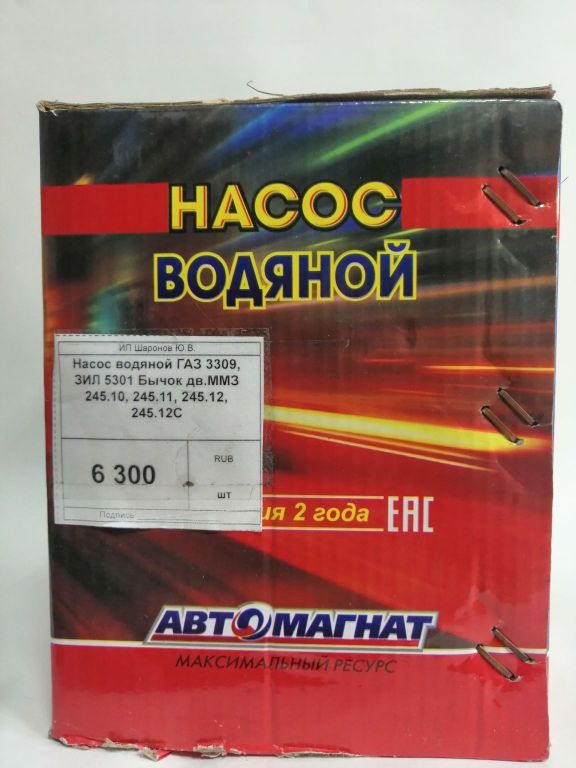 НАСОС
ВОДЯНОЙ
ИП Шаронов Ю.В.
Насос водяной ГАЗ 3309,
ЗИЛ 5301 Бычок дв.ММЗ
245.10, 245.11, 245.12,
245.12С
6 300
RUB
шт
Подпись
2 года
ЕАС
АВТОМАГНАТ
МАКСИМАЛЬНЫЙ РЕСУРС